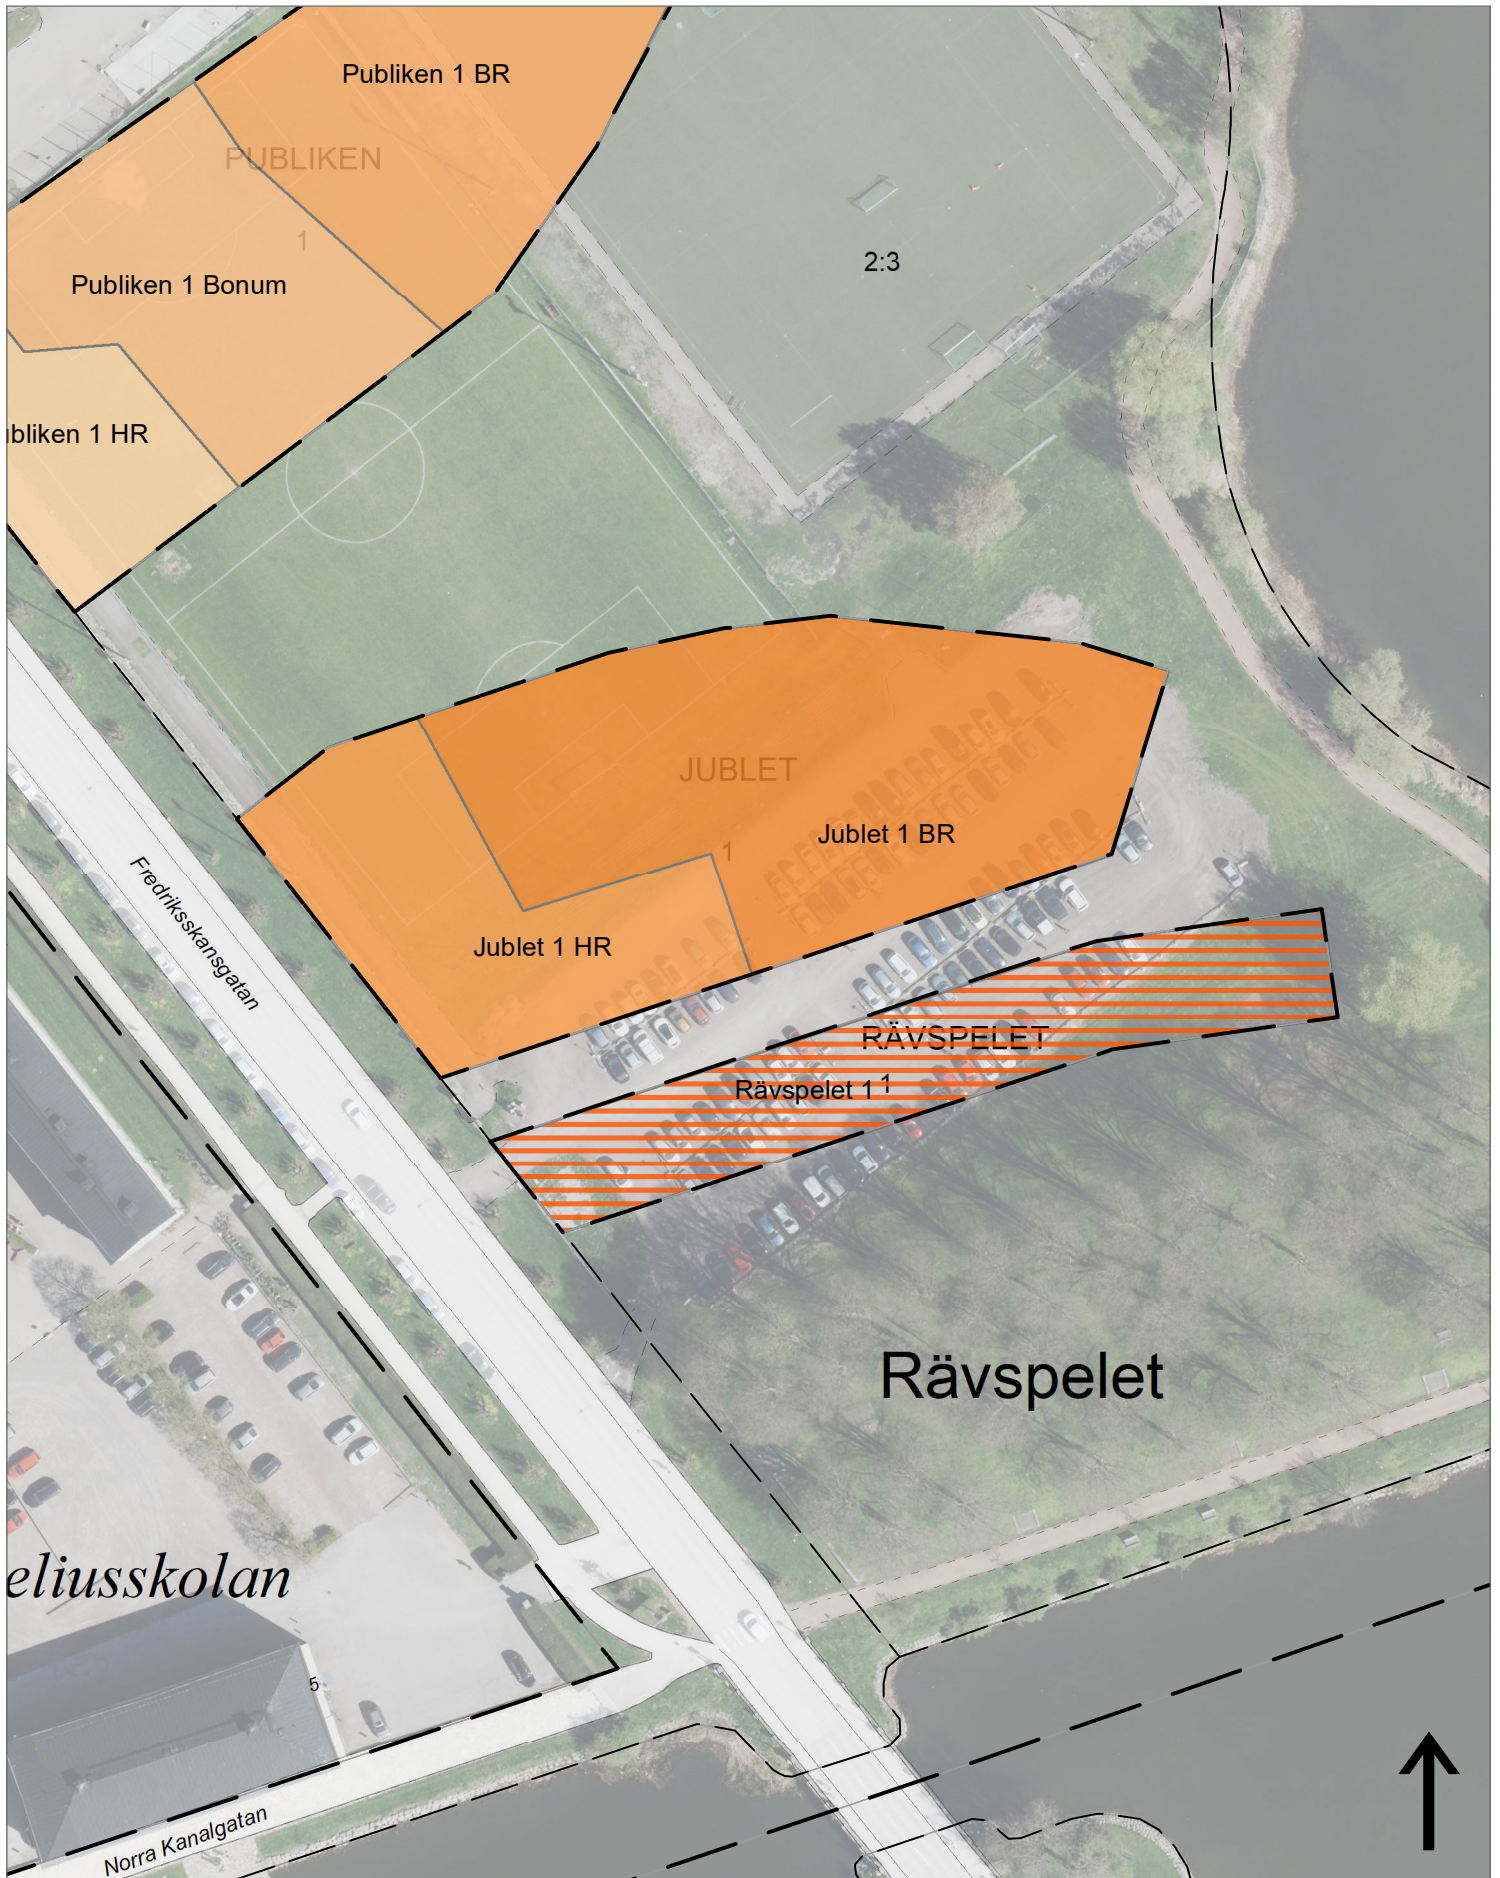 Publiken 1 BR
PUBLIKEN
1
2:3
Publiken 1 Bonum
ubliken 1 HR
JUBLET
Jublet 1 BR
1
Fredriksskansgatan
Jublet 1 HR
RÄVSPELET
Rävspelet 1
1
Rävspelet
eliusskolan
5
Norra Kanalgatan